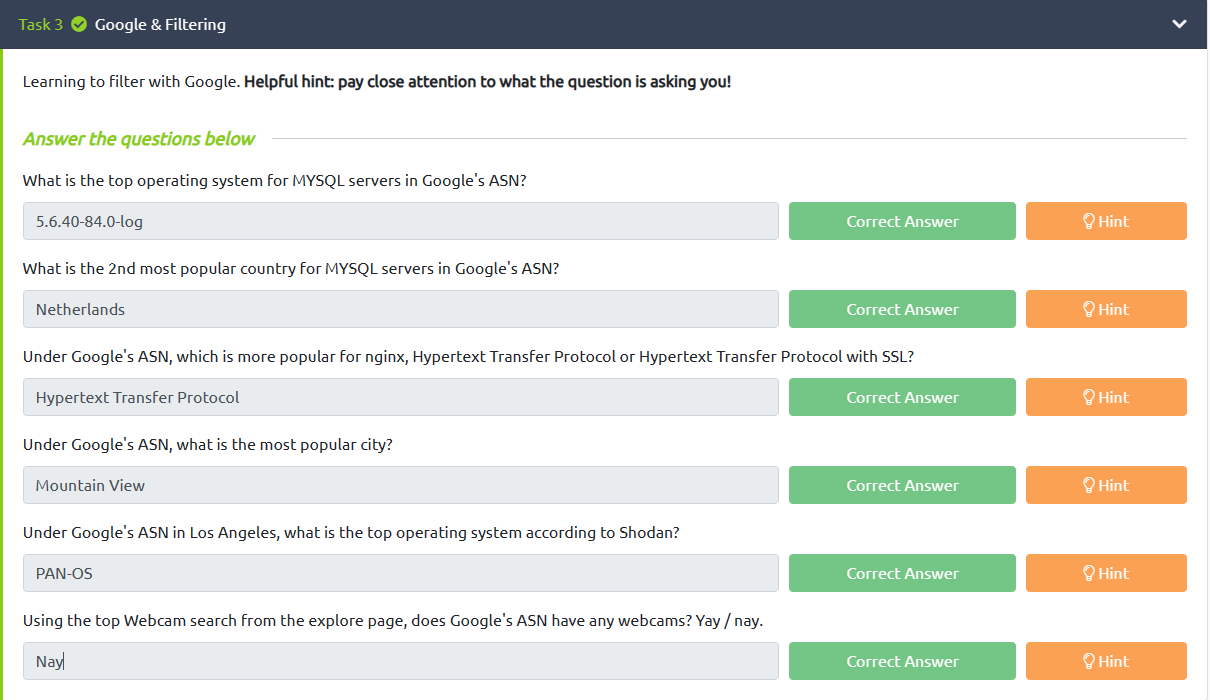 Task 3 Google & Filtering
Learning to filter with Google. Helpful hint: pay close attention to what the question is asking you!
Answer the questions below
What is the top operating system for MYSQL servers in Google's ASN?
5.6.40-84.0-log Correct Answer Hint
What is the 2nd most popular country for MYSQL servers in Google's ASN?
Netherlands Correct Answer Hint
Under Google's ASN, which is more popular for nginx, Hypertext Transfer Protocol or Hypertext Transfer Protocol with SSL?
Hypertext Transfer Protocol Correct Answer Hint
Under Google's ASN, what is the most popular city?
Mountain View Correct Answer Hint
Under Google's ASN in Los Angeles, what is the top operating system according to Shodan?
PAN-OS Correct Answer Hint
Using the top Webcam search from the explore page, does Google's ASN have any webcams? Yay / nay.
Nay Correct Answer Hint